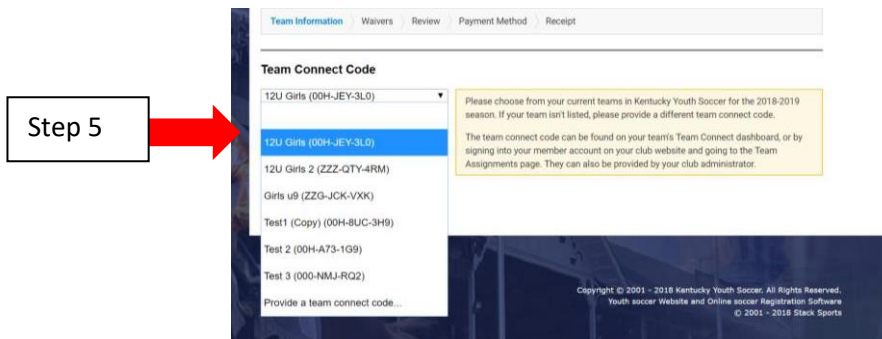 Team Information Waivers Review Payment Method Receipt
Team Connect Code
12U Girls (00H-JEY-3L0)
Please choose from your current teams in Kentucky Youth Soccer for the 2018-2019
season. If your team isn't listed, please provide a different team connect code.
The team connect code can be found on your team's Team Connect dashboard, or by
signing into your member account on your club website and going to the Team
Assignments page. They can also be provided by your club administrator.
Step 5
12U Girls (00H-JEY-3L0)
12U Girls 2 (ZZZ-QTY-4RM)
Girls u9 (ZZG-JCK-VXK)
Test1 (Copy) (00H-8UC-3H9)
Test 2 (00H-A73-1G9)
Test 3 (000-NMJ-RQ2)
Provide a team connect code...
Copyright © 2001 - 2018 Kentucky Youth Soccer. All Rights Reserved.
Youth soccer Website and Online soccer Registration Software
© 2001 - 2018 Stack Sports